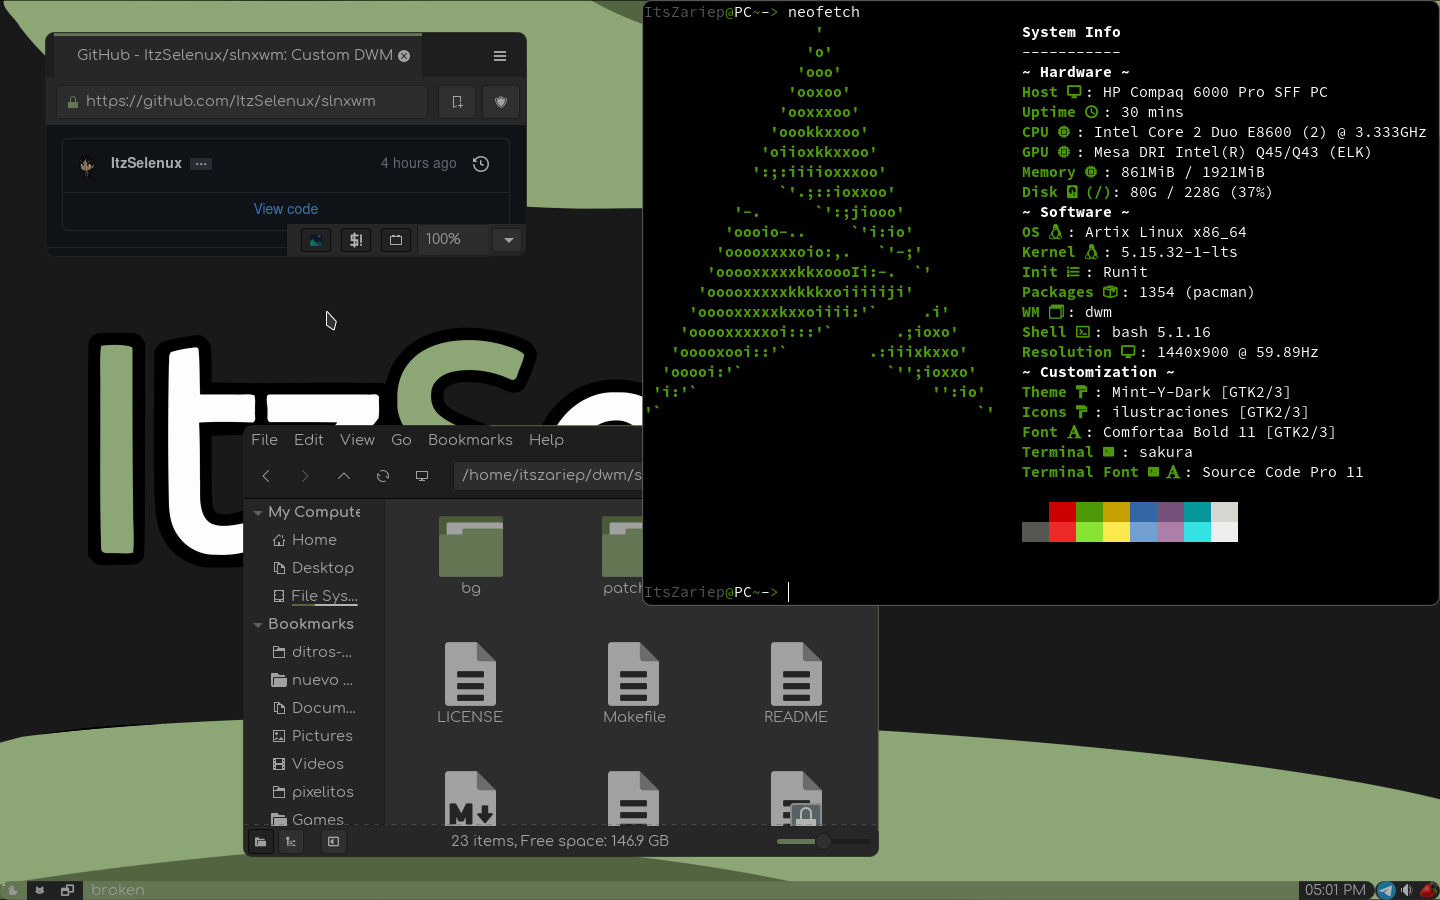 GitHub - ItzSelenux/slnxwm: Custom DWM
https://github.com/ItzSelenux/slnxwm
ItzSelenux ... 4 hours ago
View code
$! 100%
ItzS
File Edit View Go Bookmarks Help
/home/itszariep/dwm/s
My Compute
Home
Desktop
File Sys...
Bookmarks
ditros-...
nuevo ...
Docum...
Pictures
Videos
pixelitos
Games
bg
patch
LICENSE
Makefile
README
M
23 items, Free space: 146.9 GB
ItsZariep@PC~-> neofetch
'
'o'
'ooo'
'ooxoo'
'ooxxxoo'
'oookkxxoo'
'oiioxkkxxoo'
':;:iiiioxxxoo'
`'.;::ioxxoo'
'-.      `':;jiooo'
'oooio-..     `'i:io'
'ooooxxxxoio:,.   `'-;'
'ooooxxxxxkkxoooIi:-.  `'
'ooooxxxxxkkkkxoiiiiiji'
'ooooxxxxxkxxoiiii:'`     .i'
'ooooxxxxxoi:::'`       .;ioxo'
'ooooxooi::'`         .:iiixkxxo'
'ooooi:'`                `'';ioxxo'
'i:'`                          '':io'
'`                                   `'
System Info
-----------
~ Hardware ~
Host : HP Compaq 6000 Pro SFF PC
Uptime : 30 mins
CPU : Intel Core 2 Duo E8600 (2) @ 3.333GHz
GPU : Mesa DRI Intel(R) Q45/Q43 (ELK)
Memory : 861MiB / 1921MiB
Disk (/): 80G / 228G (37%)
~ Software ~
OS : Artix Linux x86_64
Kernel : 5.15.32-1-lts
Init : Runit
Packages : 1354 (pacman)
WM : dwm
Shell : bash 5.1.16
Resolution : 1440x900 @ 59.89Hz
~ Customization ~
Theme : Mint-Y-Dark [GTK2/3]
Icons : ilustraciones [GTK2/3]
Font : Comfortaa Bold 11 [GTK2/3]
Terminal : sakura
Terminal Font : Source Code Pro 11
ItsZariep@PC~->
broken
05:01 PM